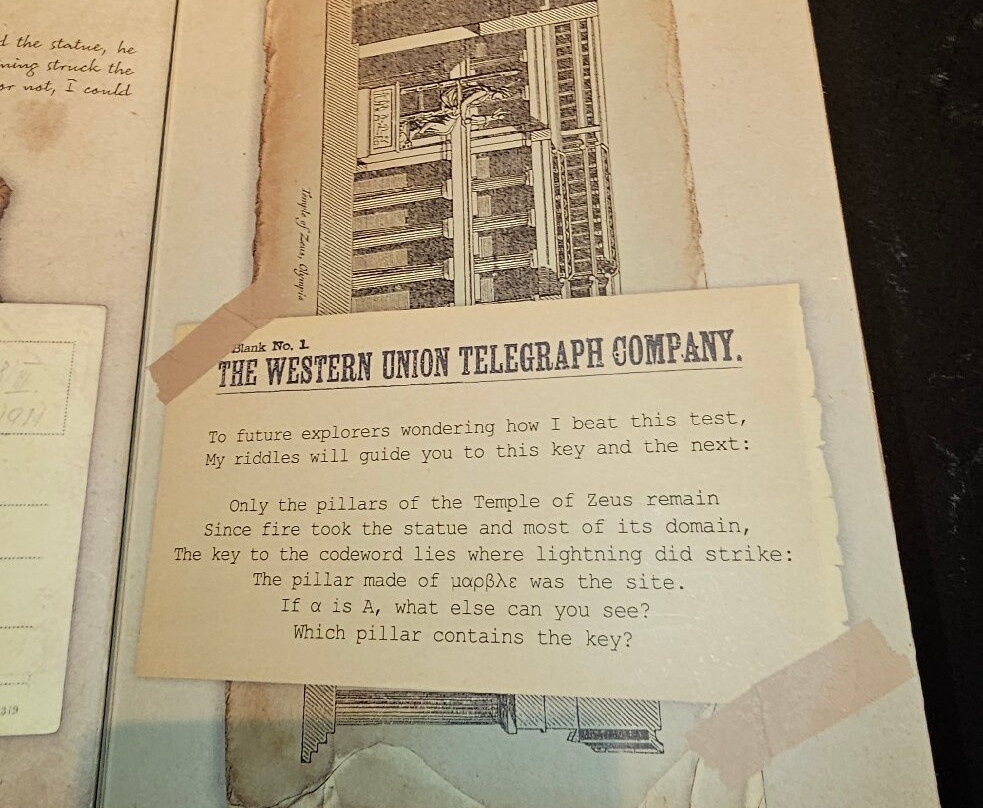 d the statue, he
ning struck the
or not, I could
Temple of Zeus, Olympia
Blank No. 1.
THE WESTERN UNION TELEGRAPH COMPANY.
To future explorers wondering how I beat this test,
My riddles will guide you to this key and the next:
Only the pillars of the Temple of Zeus remain
Since fire took the statue and most of its domain,
The key to the codeword lies where lightning did strike:
The pillar made of μαρβλε was the site.
If α is A, what else can you see?
Which pillar contains the key?
319